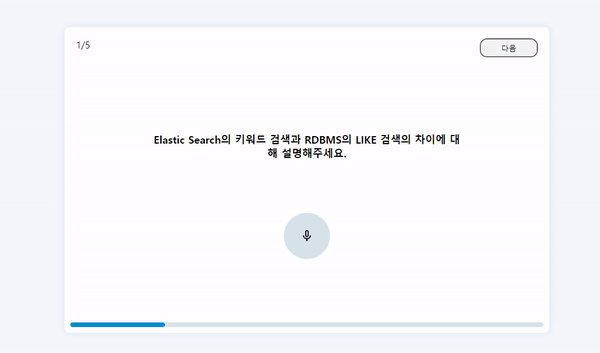 1/5
다음
Elastic Search의 키워드 검색과 RDBMS의 LIKE 검색의 차이에 대
해 설명해주세요.